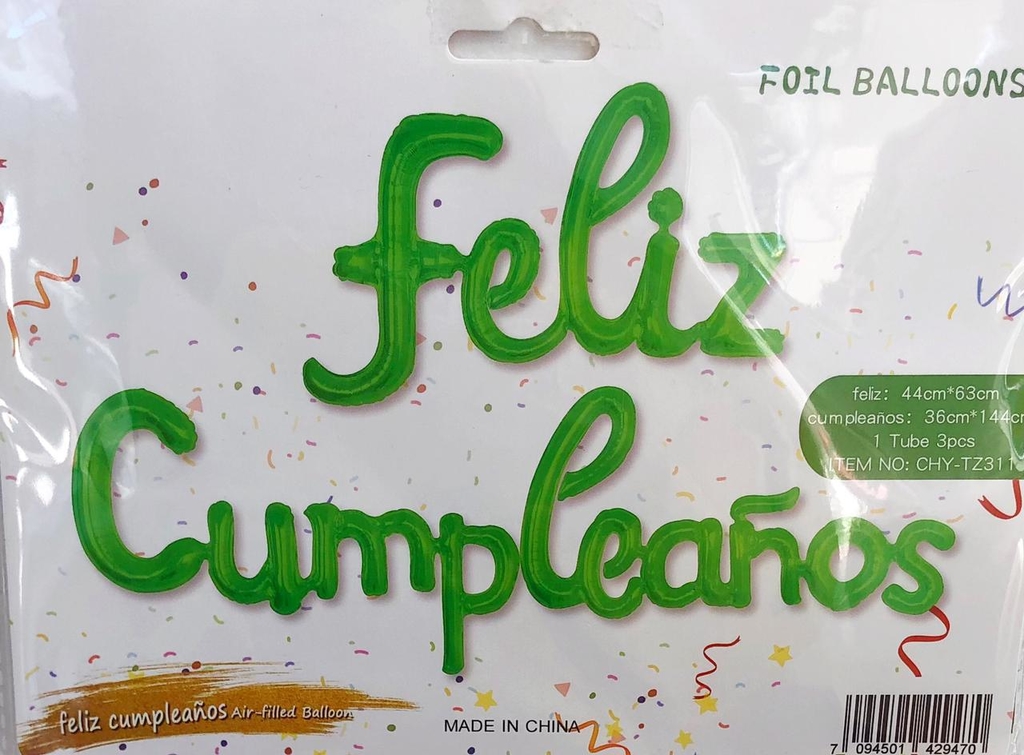 FOIL BALLOONS
feliz
Cumpleaños
feliz: 44cm*63cm
cumpleaños: 36cm*144cm
1 Tube 3pcs
ITEM NO: CHY-TZ311
feliz cumpleaños Air-filled Balloon
MADE IN CHINA
7 094501 429470